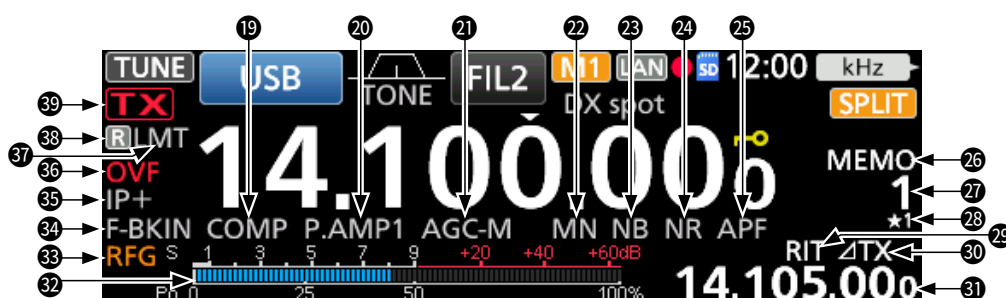 ⑲ ⑳ ㉑ ㉒ ㉓ ㉔ ㉕
TUNE USB TONE FIL2 M1 LAN SD 12:00 kHz
DX spot
㊴ TX SPLIT
㊳ R LMT
㊲
14.100.000
㊱ OVF MEMO ㉖
㉟ IP+ 1 ㉗
★1 ㉘
㉞ F-BKIN COMP P.AMP1 AGC-M MN NB NR APF
㉙
㉝ RFG S 1 3 5 7 9 +20 +40 +60dB RIT ⊿TX ㉚
㉜
Po 0 25 50 100% 14.105.000 ㉛